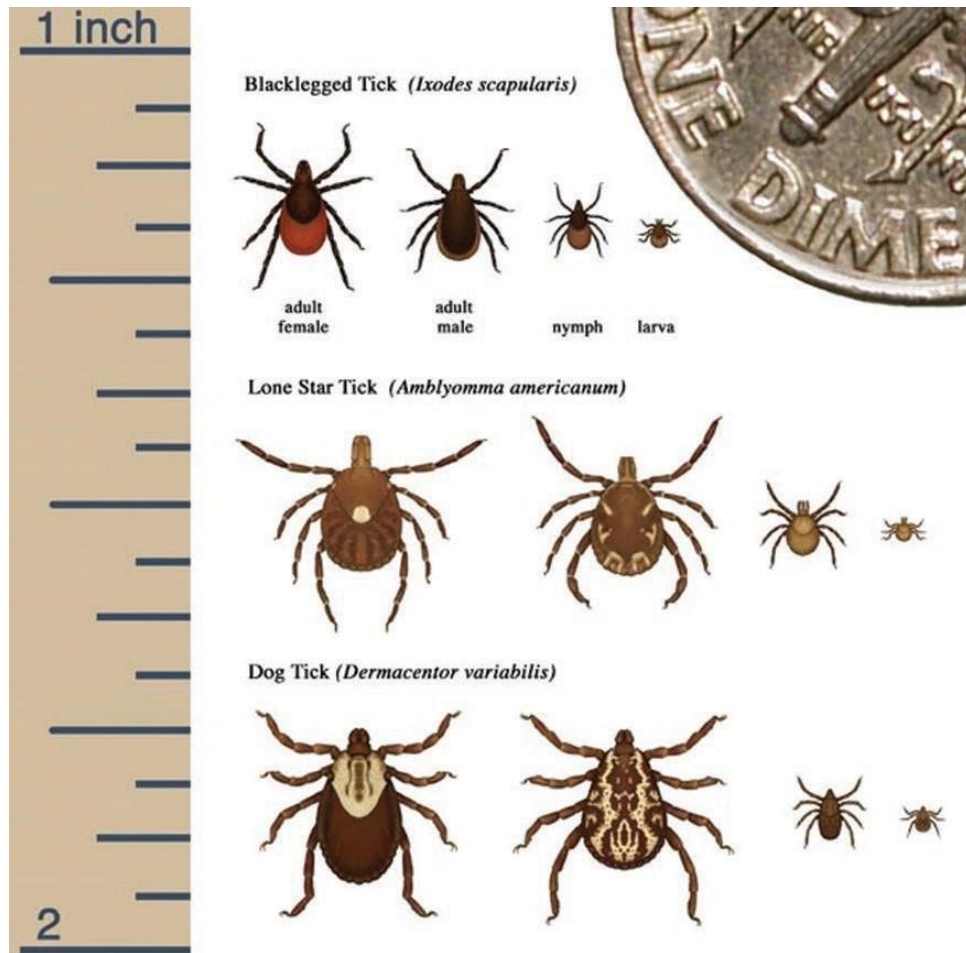 1 inch
Blacklegged Tick (Ixodes scapularis)
ONE DIME
adult female
adult male
nymph
larva
Lone Star Tick (Amblyomma americanum)
Dog Tick (Dermacentor variabilis)
2